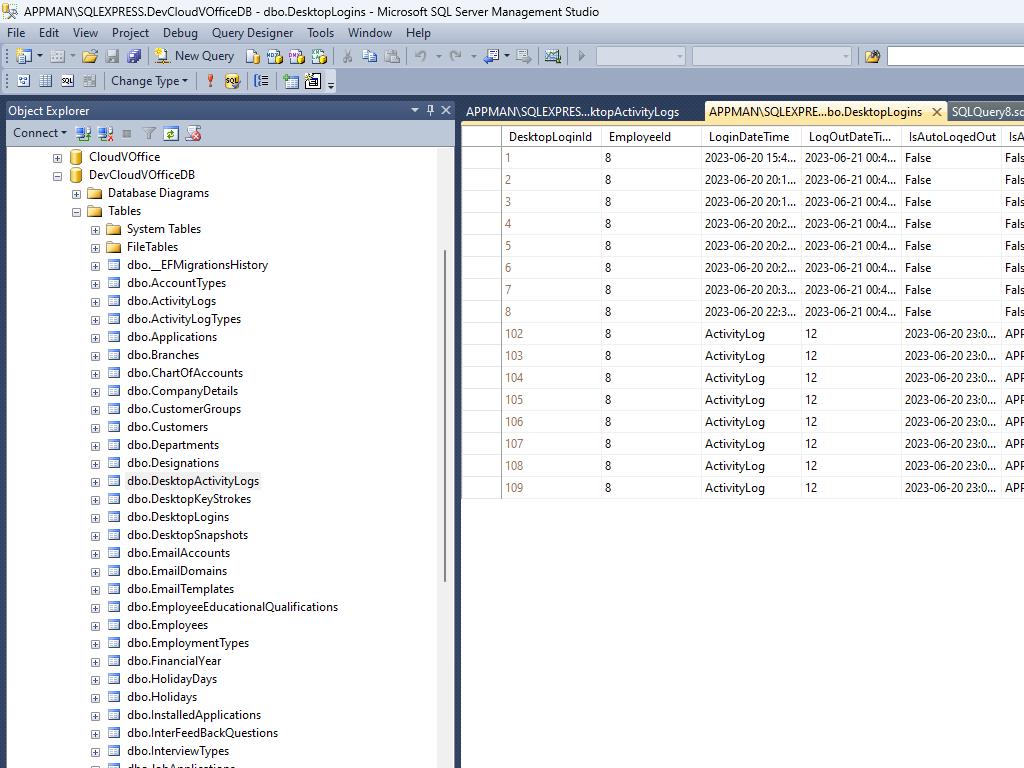 APPMAN\SQLEXPRESS.DevCloudVOfficeDB - dbo.DesktopLogins - Microsoft SQL Server Management Studio
File Edit View Project Debug Query Designer Tools Window Help
New Query
Change Type
Object Explorer
Connect
CloudVOffice
DevCloudVOfficeDB
Database Diagrams
Tables
System Tables
FileTables
dbo.__EFMigrationsHistory
dbo.AccountTypes
dbo.ActivityLogs
dbo.ActivityLogTypes
dbo.Applications
dbo.Branches
dbo.ChartOfAccounts
dbo.CompanyDetails
dbo.CustomerGroups
dbo.Customers
dbo.Departments
dbo.Designations
dbo.DesktopActivityLogs
dbo.DesktopKeyStrokes
dbo.DesktopLogins
dbo.DesktopSnapshots
dbo.EmailAccounts
dbo.EmailDomains
dbo.EmailTemplates
dbo.EmployeeEducationalQualifications
dbo.Employees
dbo.EmploymentTypes
dbo.FinancialYear
dbo.HolidayDays
dbo.Holidays
dbo.InstalledApplications
dbo.InterFeedBackQuestions
dbo.InterviewTypes
dbo.JobApplications
APPMAN\SQLEXPRES...ktopActivityLogs APPMAN\SQLEXPRE...bo.DesktopLogins SQLQuery8.sq
DesktopLoginId EmployeeId LoginDateTime LogOutDateTi... IsAutoLogedOut IsA
1 8 2023-06-20 15:4... 2023-06-21 00:4... False Fals
2 8 2023-06-20 20:1... 2023-06-21 00:4... False Fals
3 8 2023-06-20 20:1... 2023-06-21 00:4... False Fals
4 8 2023-06-20 20:2... 2023-06-21 00:4... False Fals
5 8 2023-06-20 20:2... 2023-06-21 00:4... False Fals
6 8 2023-06-20 20:2... 2023-06-21 00:4... False Fals
7 8 2023-06-20 20:3... 2023-06-21 00:4... False Fals
8 8 2023-06-20 22:3... 2023-06-21 00:4... False Fals
102 8 ActivityLog 12 2023-06-20 23:0... APP
103 8 ActivityLog 12 2023-06-20 23:0... APP
104 8 ActivityLog 12 2023-06-20 23:0... APP
105 8 ActivityLog 12 2023-06-20 23:0... APP
106 8 ActivityLog 12 2023-06-20 23:0... APP
107 8 ActivityLog 12 2023-06-20 23:0... APP
108 8 ActivityLog 12 2023-06-20 23:0... APP
109 8 ActivityLog 12 2023-06-20 23:0... APP